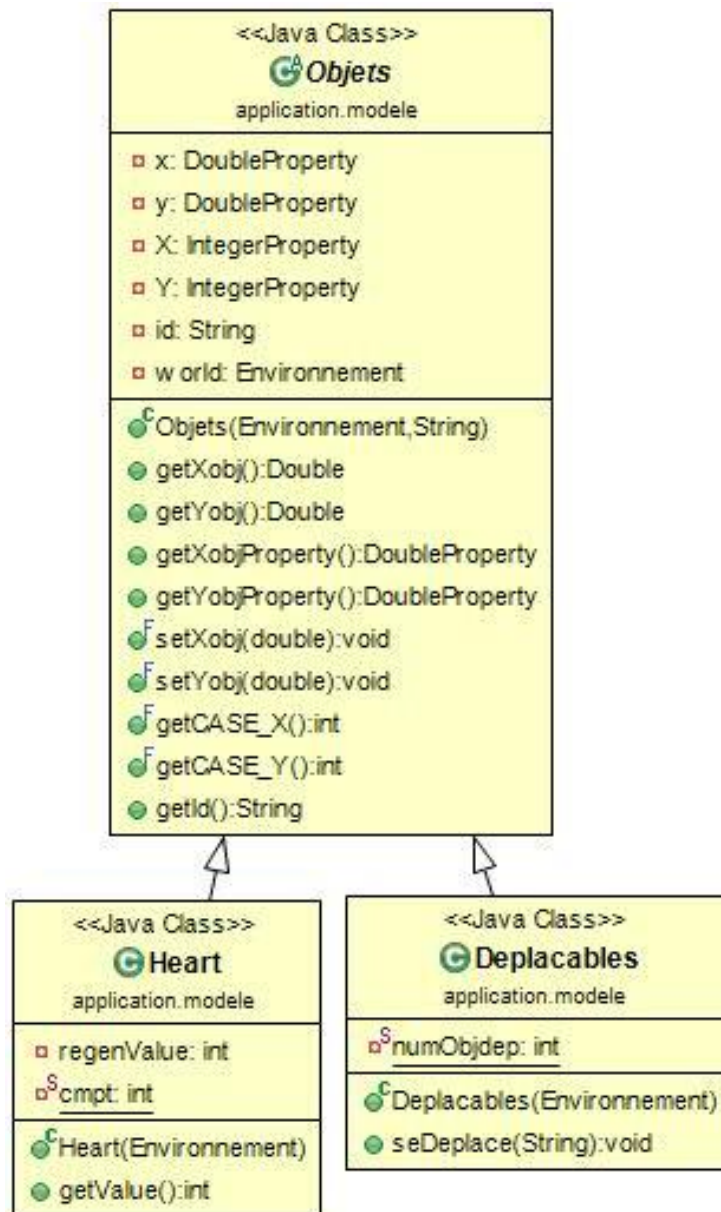 <<Java Class>>
Objets
application.modele
x: DoubleProperty
y: DoubleProperty
X: IntegerProperty
Y: IntegerProperty
id: String
world: Environnement
Objets(Environnement,String)
getXobj():Double
getYobj():Double
getXobjProperty():DoubleProperty
getYobjProperty():DoubleProperty
setXobj(double):void
setYobj(double):void
getCASE_X():int
getCASE_Y():int
getId():String
<<Java Class>>
Heart
application.modele
regenValue: int
cmpt: int
Heart(Environnement)
getValue():int
<<Java Class>>
Deplacables
application.modele
numObjdep: int
Deplacables(Environnement)
seDeplace(String):void